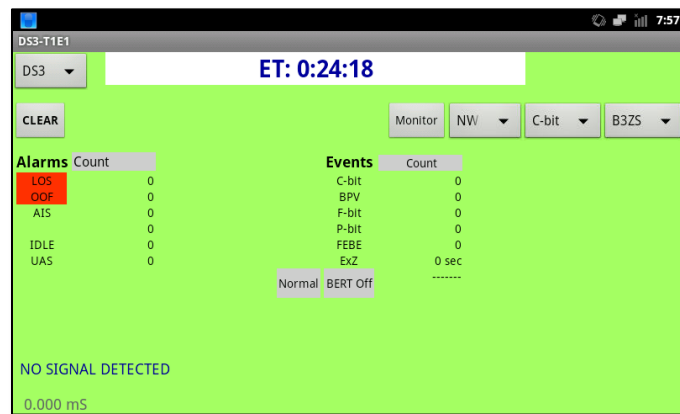 7:57
DS3-T1E1
DS3 ET: 0:24:18
CLEAR Monitor NW C-bit B3ZS
Alarms Count Events Count
LOS 0 C-bit 0
OOF 0 BPV 0
AIS 0 F-bit 0
0 P-bit 0
IDLE 0 FEBE 0
UAS 0 ExZ 0 sec
Normal BERT Off -------
NO SIGNAL DETECTED
0.000 mS